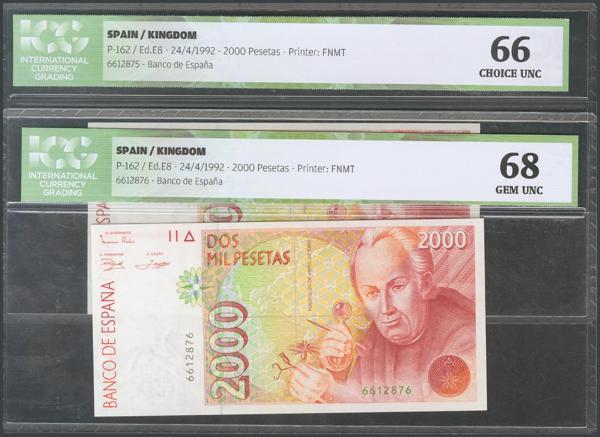 ICG
INTERNATIONAL
CURRENCY
GRADING
SPAIN / KINGDOM
P-162 / Ed.E8 - 24/4/1992 - 2000 Pesetas - Printer: FNMT
6612875 - Banco de España
66
CHOICE UNC
ICG
INTERNATIONAL
CURRENCY
GRADING
SPAIN / KINGDOM
P-162 / Ed.E8 - 24/4/1992 - 2000 Pesetas - Printer: FNMT
6612876 - Banco de España
68
GEM UNC
DOS
MIL PESETAS
2000
BANCO DE ESPAÑA
6612876
2000
6612876